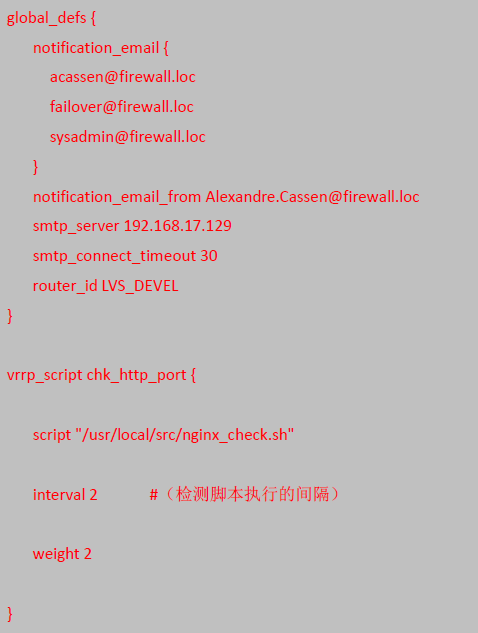 global_defs {
notification_email {
acassen@firewall.loc
failover@firewall.loc
sysadmin@firewall.loc
}
notification_email_from Alexandre.Cassen@firewall.loc
smtp_server 192.168.17.129
smtp_connect_timeout 30
router_id LVS_DEVEL
}
vrrp_script chk_http_port {
script "/usr/local/src/nginx_check.sh"
interval 2 #（检测脚本执行的间隔）
weight 2
}